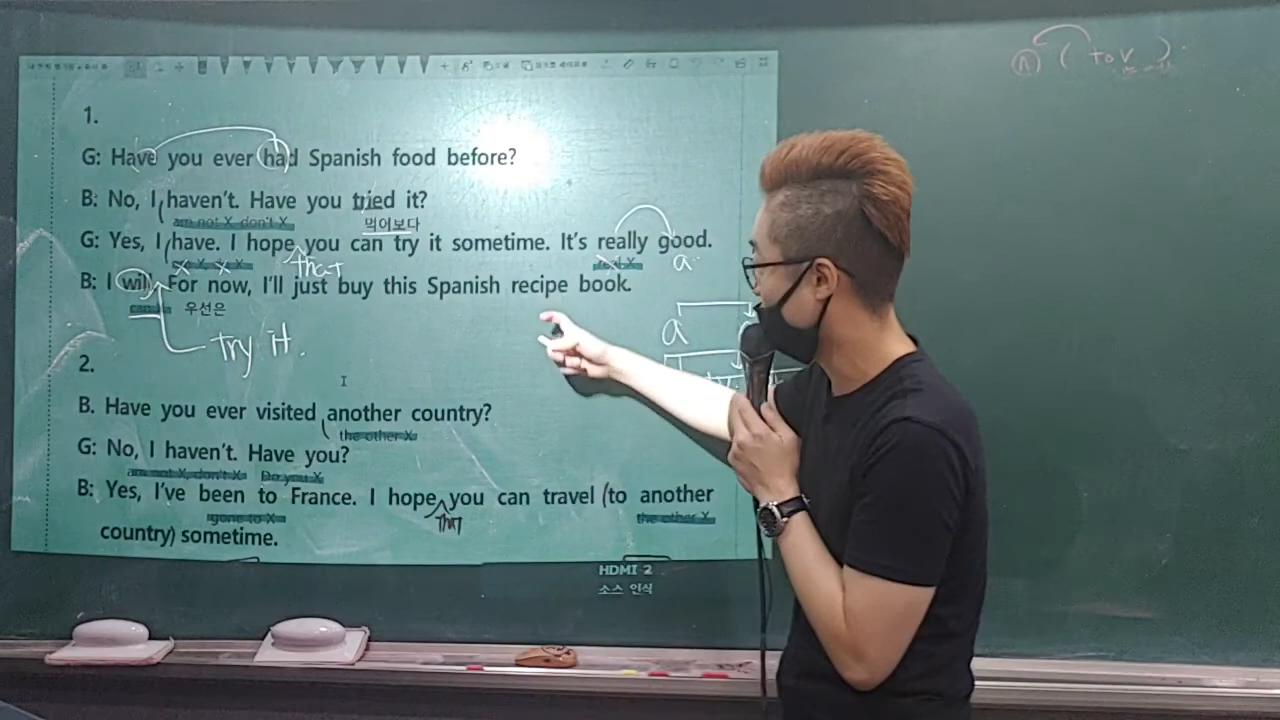 n ( to v )
1.
G: Have you ever had Spanish food before?
B: No, I haven't. Have you tried it?
am not X, don't X 먹어보다
G: Yes, I have. I hope you can try it sometime. It's really good.
that real X a
B: I will. For now, I'll just buy this Spanish recipe book.
우선은
try it.
a
2.
B. Have you ever visited another country?
the other X
G: No, I haven't. Have you?
am not X, don't X Do you X
B: Yes, I've been to France. I hope you can travel (to another
gone to X that the other X
country) sometime.
HDMI 2
소스 인식